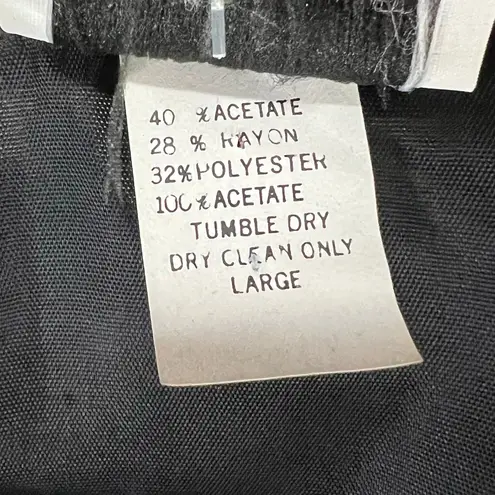 40 % ACETATE
28 % RAYON
32% POLYESTER
100% ACETATE
TUMBLE DRY
DRY CLEAN ONLY
LARGE